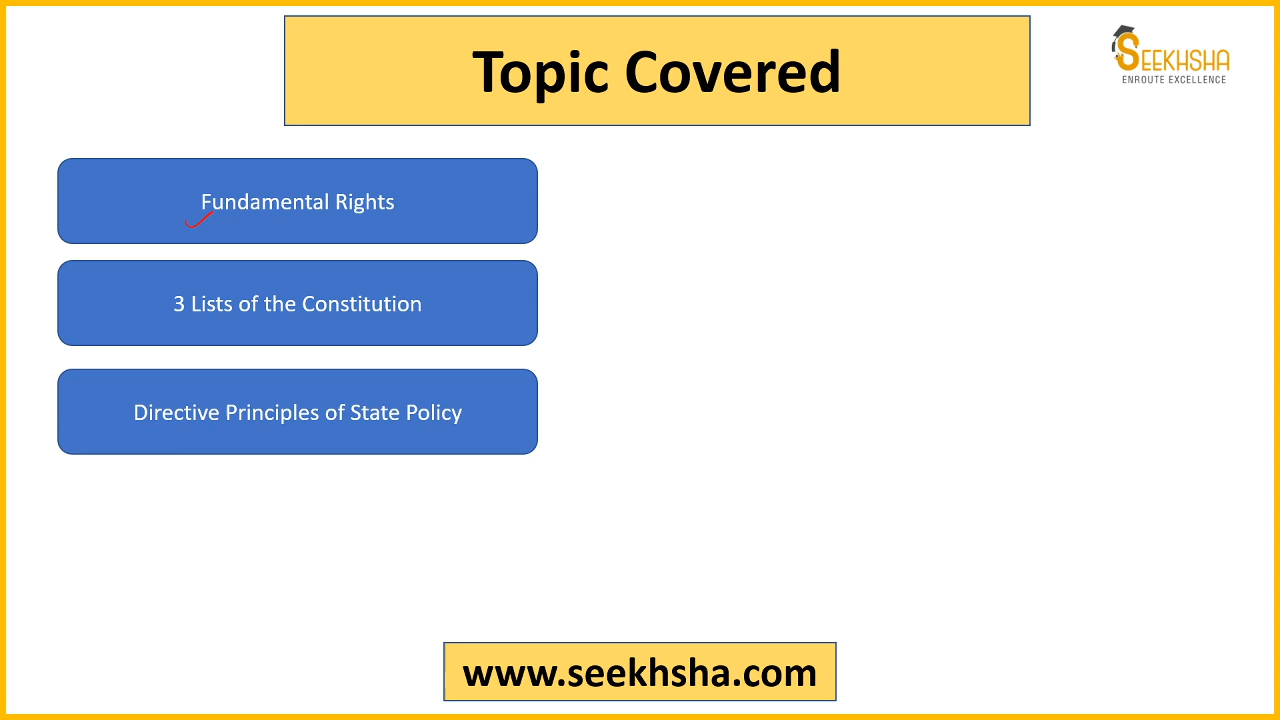 Topic Covered
SEEKHSHA
ENROUTE EXCELLENCE
Fundamental Rights
3 Lists of the Constitution
Directive Principles of State Policy
www.seekhsha.com